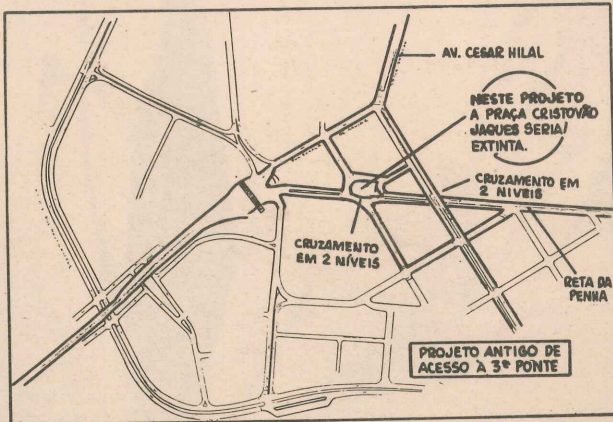 AV. CESAR HILAL
NESTE PROJETO
A PRAÇA CRISTOVÃO
JAQUES SERIA/
EXTINTA.
CRUZAMENTO EM
2 NIVEIS
CRUZAMENTO
EM 2 NÍVEIS
RETA DA
PENHA
PROJETO ANTIGO DE
ACESSO À 3ª PONTE